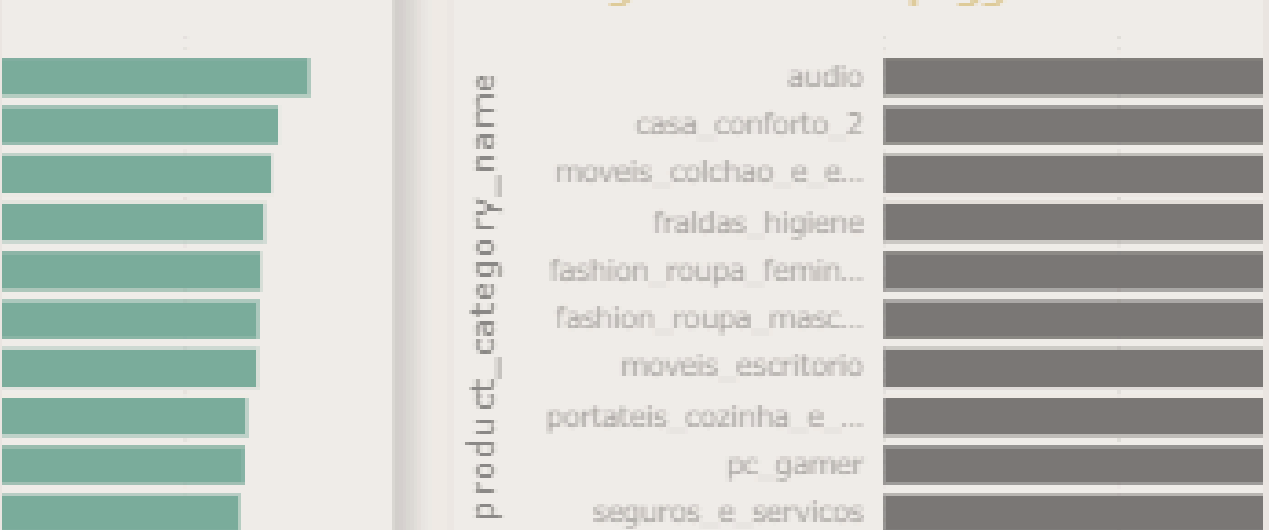 product_category_name
audio
casa_conforto_2
moveis_colchao_e_e...
fraldas_higiene
fashion_roupa_femin...
fashion_roupa_masc...
moveis_escritorio
portateis_cozinha_e_...
pc_gamer
seguros_e_servicos